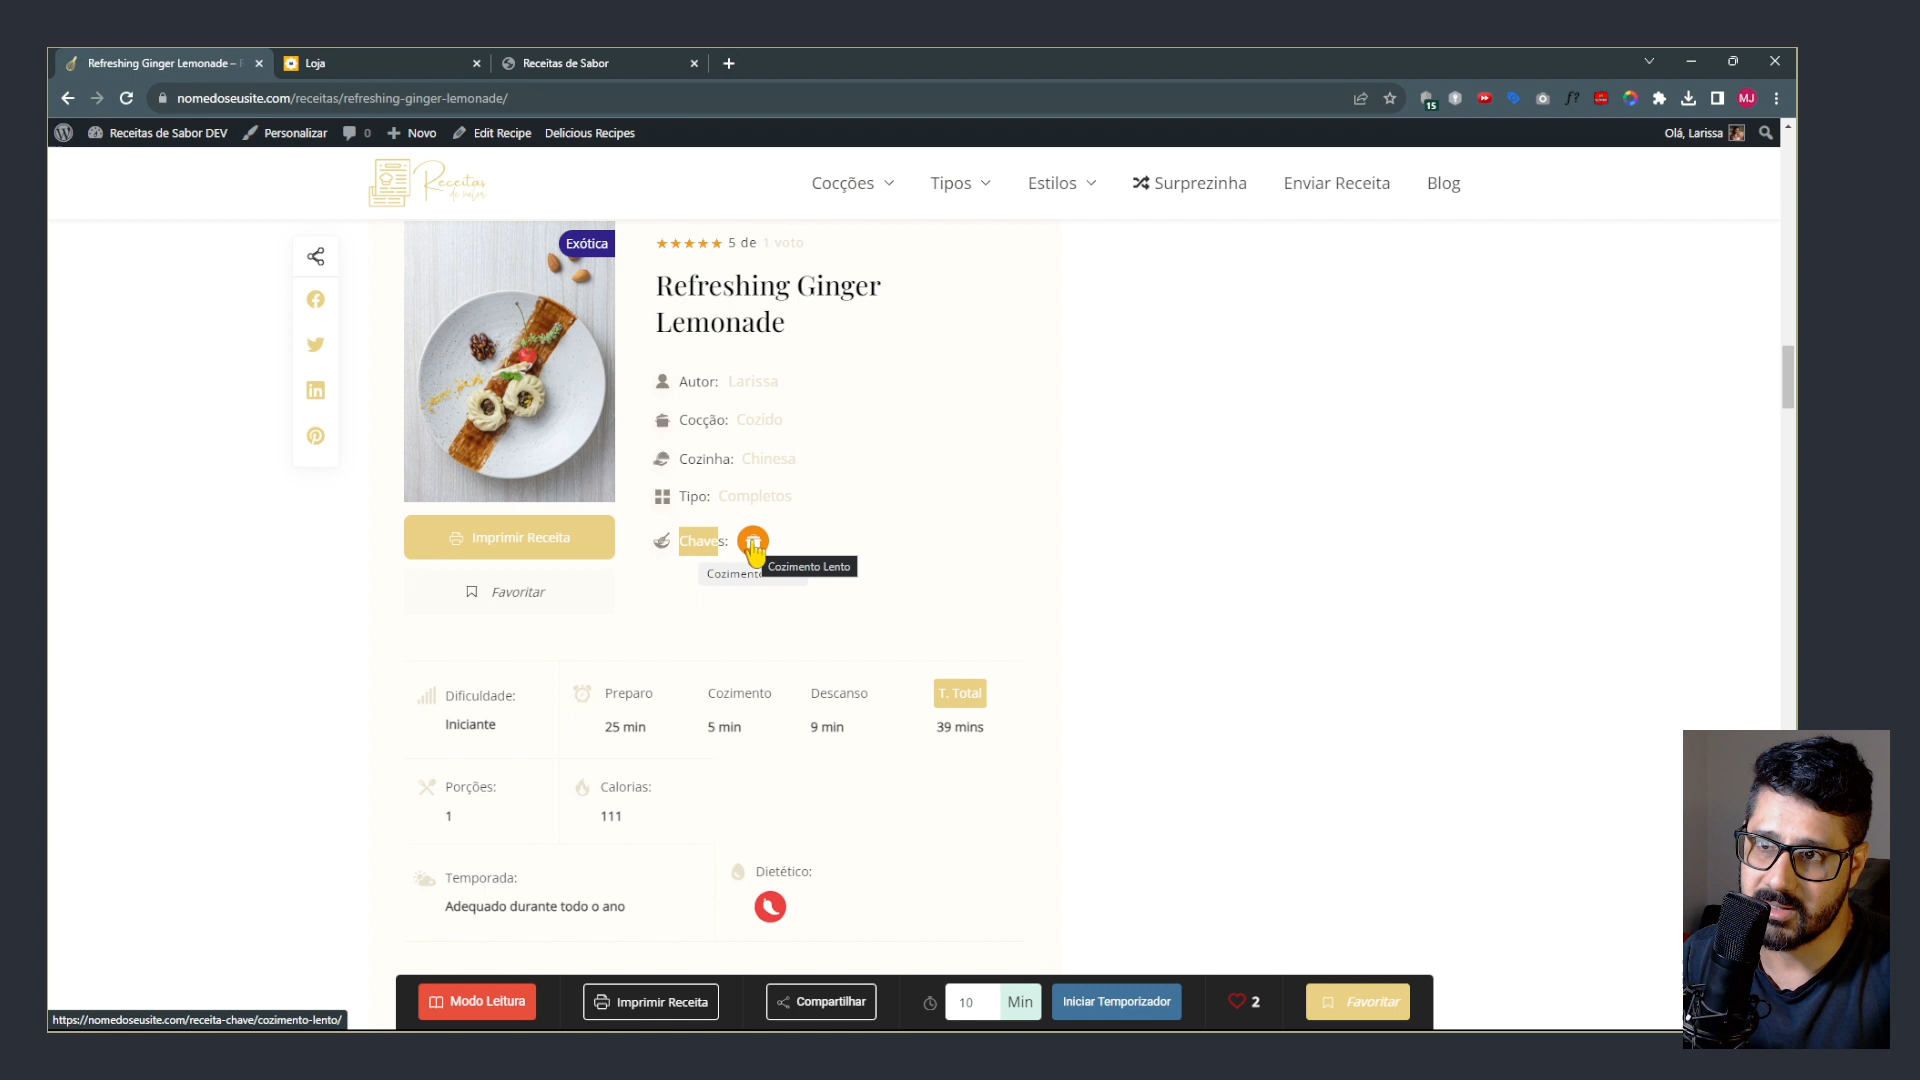 Refreshing Ginger Lemonade –
Loja
Receitas de Sabor
nomedoseusite.com/receitas/refreshing-ginger-lemonade/
15
f?
MJ
Receitas de Sabor DEV
Personalizar
0
Novo
Edit Recipe
Delicious Recipes
Olá, Larissa
Receitas
Cocções
Tipos
Estilos
Surprezinha
Enviar Receita
Blog
Exótica
5 de 1 voto
Refreshing Ginger
Lemonade
Autor: Larissa
Cocção: Cozido
Cozinha: Chinesa
Tipo: Completos
Chaves:
Cozimento Lento
Cozimento
Imprimir Receita
Favoritar
Dificuldade:
Iniciante
Preparo
25 min
Cozimento
5 min
Descanso
9 min
T. Total
39 mins
Porções:
1
Calorias:
111
Temporada:
Adequado durante todo o ano
Dietético:
Modo Leitura
Imprimir Receita
Compartilhar
10
Min
Iniciar Temporizador
2
Favoritar
https://nomedoseusite.com/receita-chave/cozimento-lento/